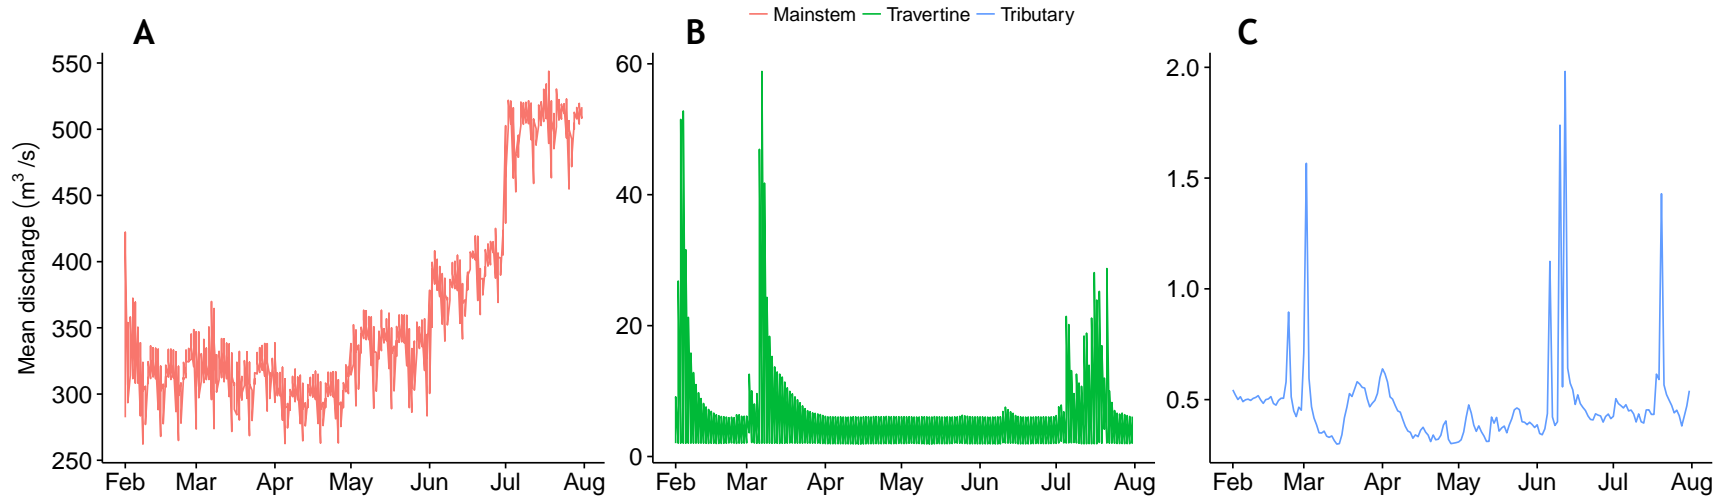 Mainstem Travertine Tributary
A B C
Mean discharge (m³/s)
550
500
450
400
350
300
250
Feb Mar Apr May Jun Jul Aug
60
40
20
0
Feb Mar Apr May Jun Jul Aug
2.0
1.5
1.0
0.5
Feb Mar Apr May Jun Jul Aug